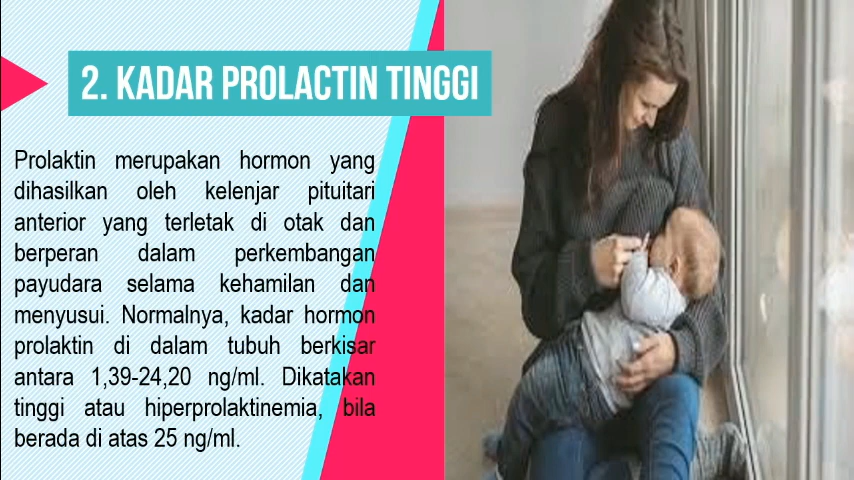 2. KADAR PROLACTIN TINGGI
Prolaktin merupakan hormon yang
dihasilkan oleh kelenjar pituitari
anterior yang terletak di otak dan
berperan dalam perkembangan
payudara selama kehamilan dan
menyusui. Normalnya, kadar hormon
prolaktin di dalam tubuh berkisar
antara 1,39-24,20 ng/ml. Dikatakan
tinggi atau hiperprolaktinemia, bila
berada di atas 25 ng/ml.